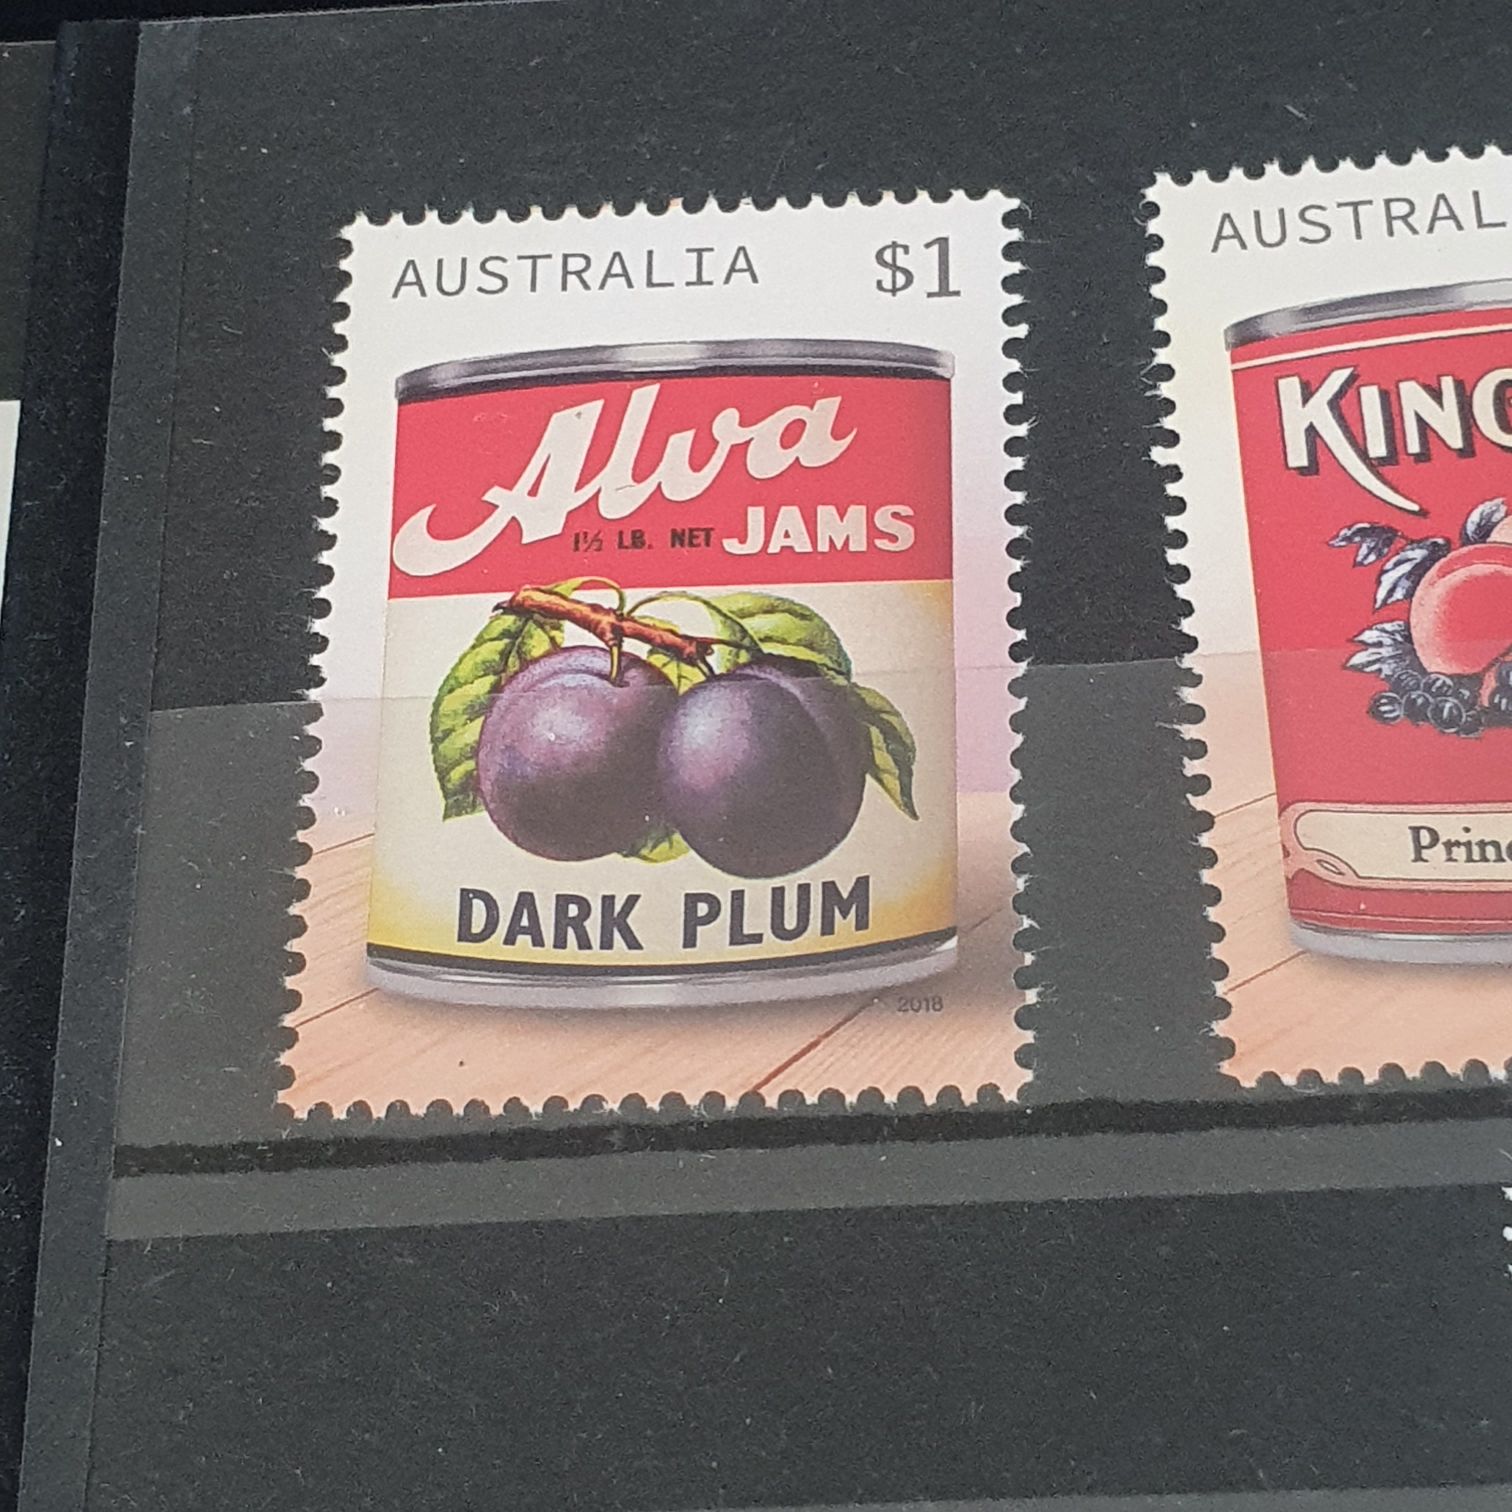 AUSTRALIA $1
Alva
1½ LB. NET JAMS
DARK PLUM
2018
AUSTRAL
KING
Prin